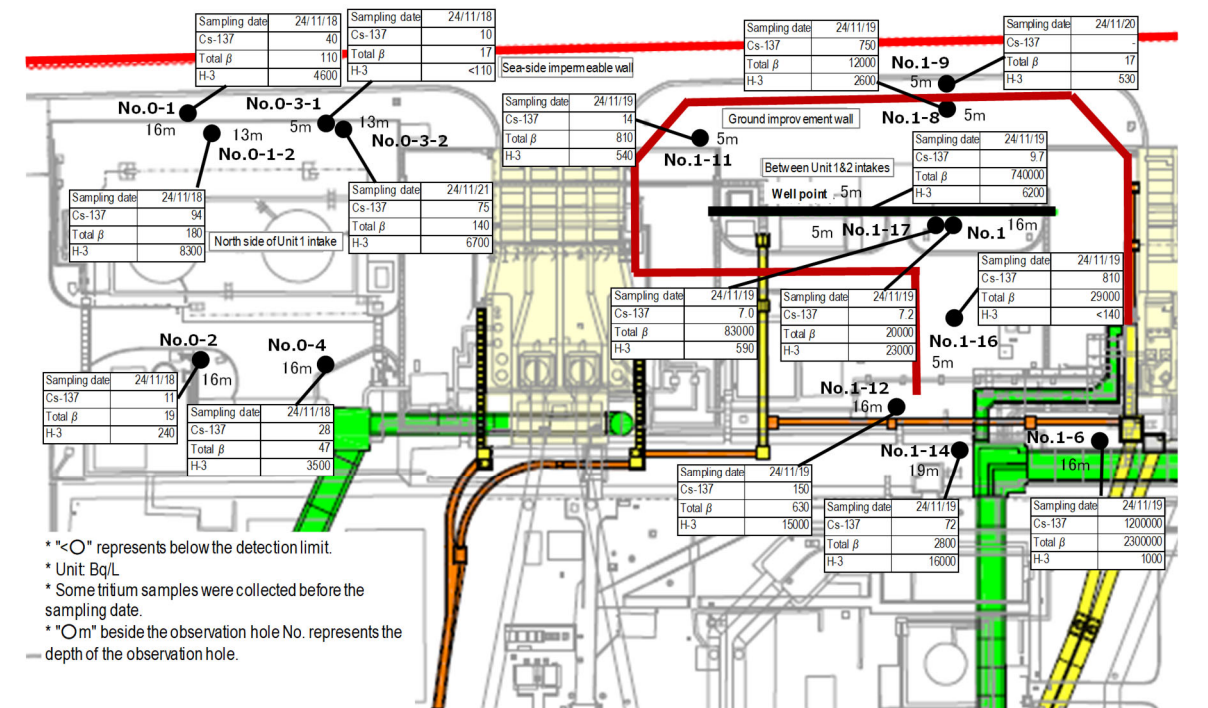 Sampling date 24/11/18
Cs-137 40
Total β 110
H-3 4600
Sampling date 24/11/18
Cs-137 10
Total β 17
H-3 <110
Sea-side impermeable wall
Sampling date 24/11/19
Cs-137 750
Total β 12000
H-3 2600
Sampling date 24/11/20
Cs-137 -
Total β 17
H-3 530
No.1-9
5m
No.1-8
5m
No.0-1
16m
No.0-3-1
5m
13m
No.0-3-2
13m
No.0-1-2
Sampling date 24/11/19
Cs-137 14
Total β 810
H-3 540
5m
No.1-11
Ground improvement wall
Between Unit 1&2 intakes
Well point 5m
Sampling date 24/11/19
Cs-137 9.7
Total β 740000
H-3 6200
Sampling date 24/11/18
Cs-137 94
Total β 180
H-3 8300
North side of Unit 1 intake
Sampling date 24/11/21
Cs-137 75
Total β 140
H-3 6700
5m No.1-17
No.1 16m
Sampling date 24/11/19
Cs-137 810
Total β 29000
H-3 <140
Sampling date 24/11/19
Cs-137 7.0
Total β 83000
H-3 590
Sampling date 24/11/19
Cs-137 7.2
Total β 20000
H-3 23000
No.1-16
5m
No.0-2
16m
No.0-4
16m
Sampling date 24/11/18
Cs-137 11
Total β 19
H-3 240
Sampling date 24/11/18
Cs-137 28
Total β 47
H-3 3500
No.1-12
16m
No.1-14
19m
No.1-6
16m
Sampling date 24/11/19
Cs-137 150
Total β 630
H-3 15000
Sampling date 24/11/19
Cs-137 72
Total β 2800
H-3 16000
Sampling date 24/11/19
Cs-137 1200000
Total β 2300000
H-3 1000
* "<○" represents below the detection limit.
* Unit: Bq/L
* Some tritium samples were collected before the
sampling date.
* "○m" beside the observation hole No. represents the
depth of the observation hole.